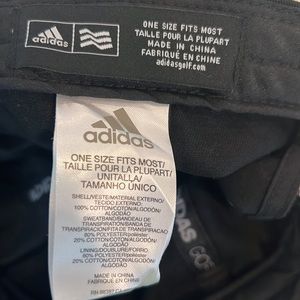 adidas
ONE SIZE FITS MOST
TAILLE POUR LA PLUPART
MADE IN CHINA
FABRIQUÉ EN CHINE
adidasgolf.com
adidas
ONE SIZE FITS MOST/
TAILLE POUR LA PLUPART/
UNITALLA/
TAMANHO ÚNICO
SHELL/VESTE/MATERIAL EXTERNO/
TECIDO EXTERNO/
100% COTTON/COTON/ALGODÓN/
ALGODÃO
SWEATBAND/BANDEAU DE
TRANSPIRATION/BANDA DE
TRANSPIRACIÓN/FITA DE TRANSPIRAÇÃO
80% POLYESTER/poliéster
20% COTTON/COTON/ALGODÓN/
ALGODÃO
LINING/DOUBLURE/FORRO/
80% POLYESTER/poliéster
20% COTTON/COTON/ALGODÓN/
ALGODÃO
MADE IN CHINA
FABRIQUÉ EN CHINE